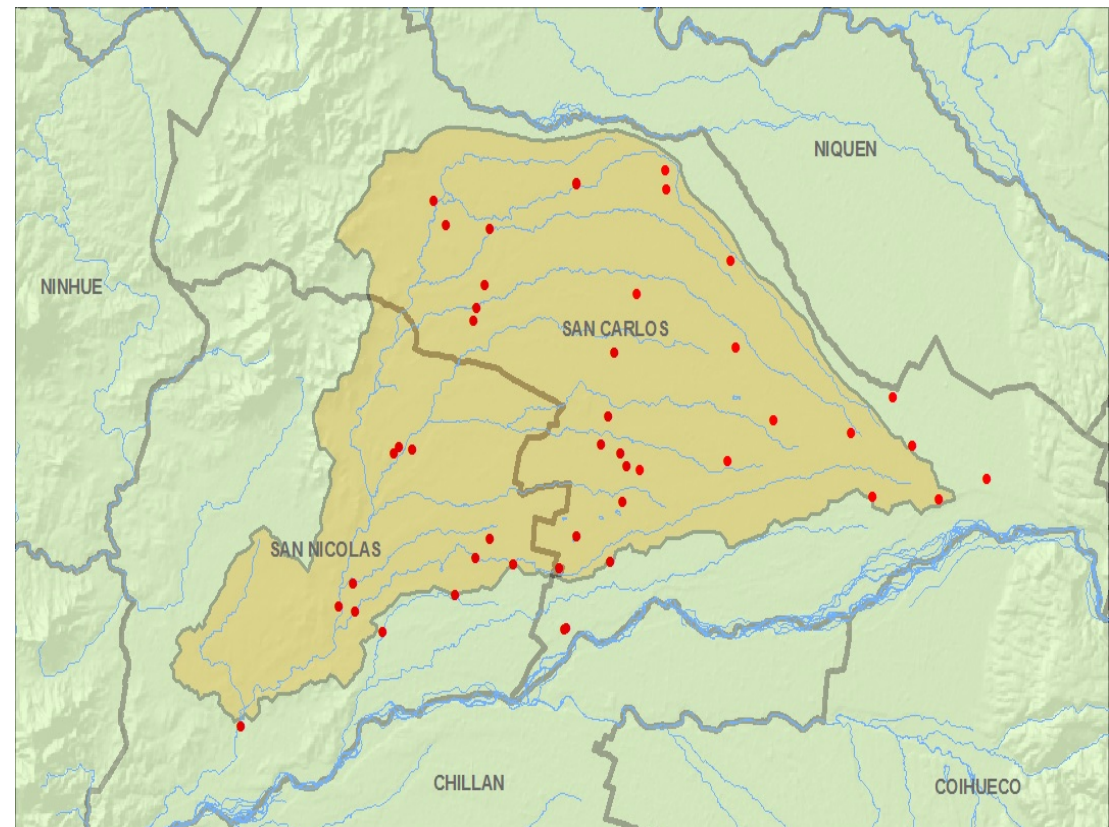 NIQUEN
NINHUE
SAN CARLOS
SAN NICOLAS
CHILLAN
COIHUECO